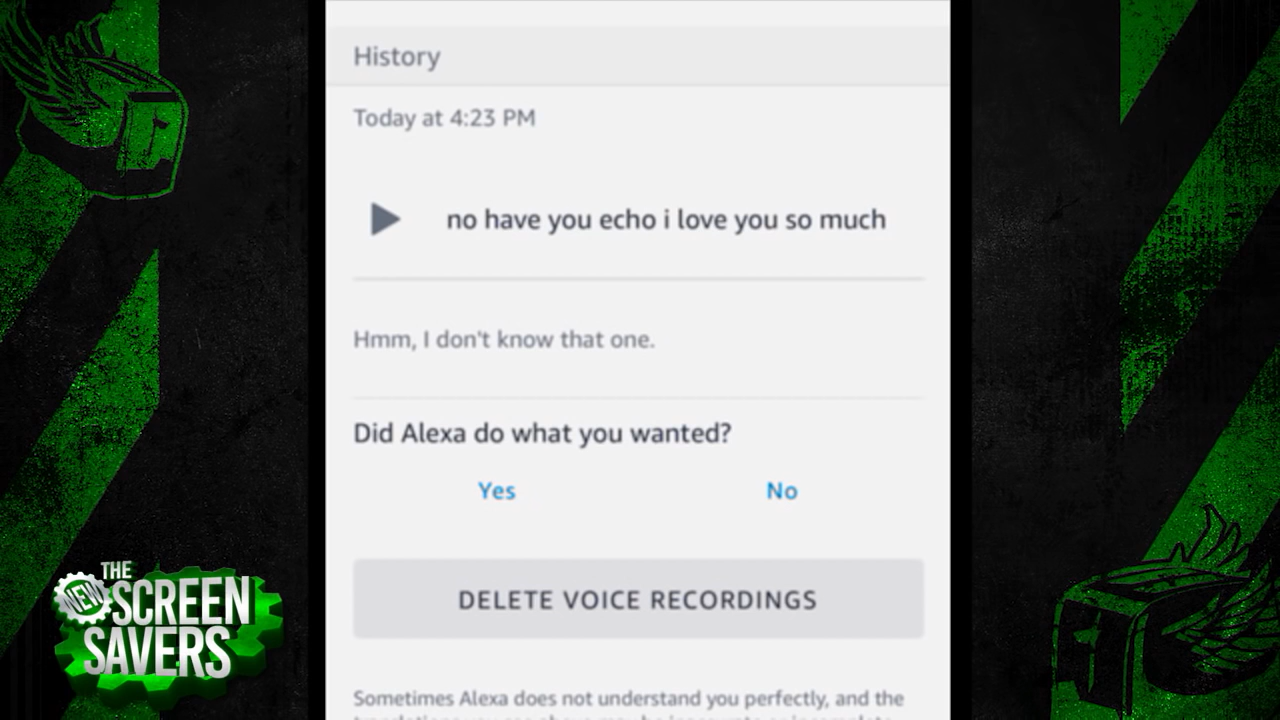 History
Today at 4:23 PM
no have you echo i love you so much
Hmm, I don't know that one.
Did Alexa do what you wanted?
Yes No
DELETE VOICE RECORDINGS
Sometimes Alexa does not understand you perfectly, and the
THE
NEW SCREEN
SAVERS